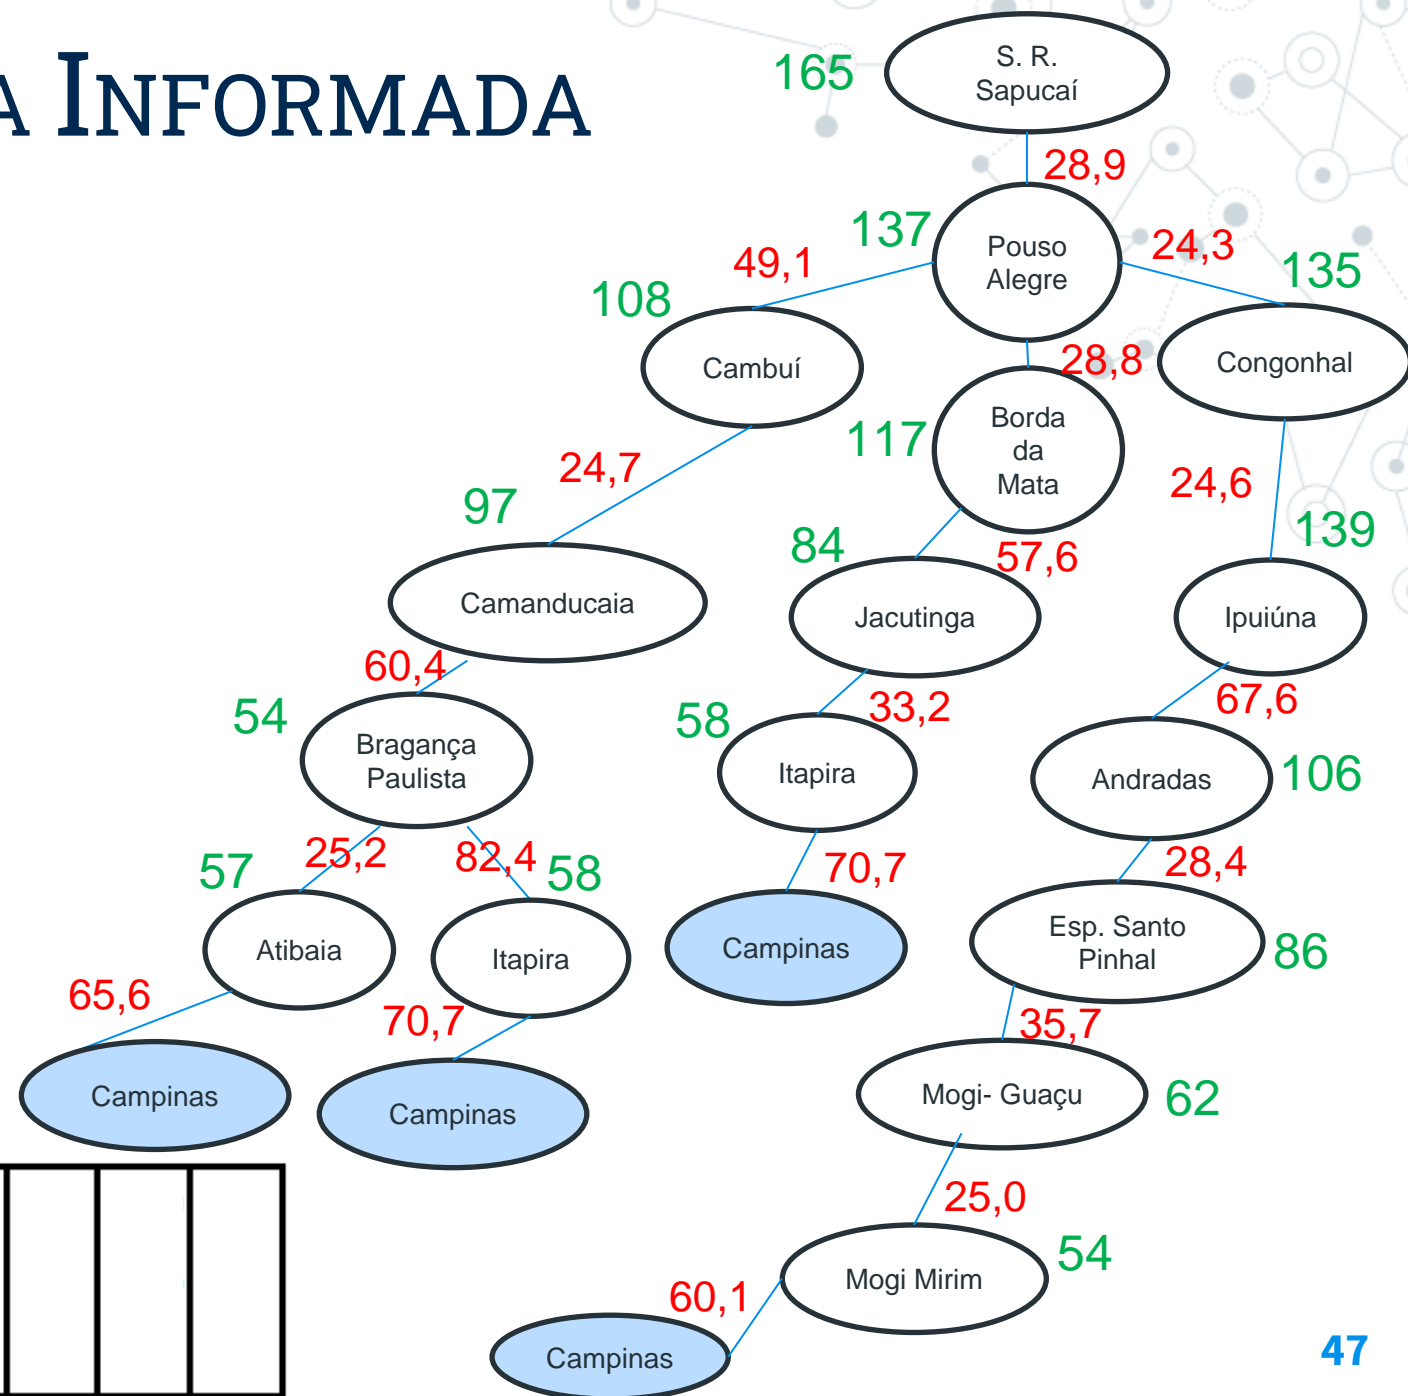 A INFORMADA
165
S. R.
Sapucaí
28,9
137
Pouso
Alegre
49,1
24,3
135
108
Cambuí
28,8
Congonhal
117
Borda
da
Mata
24,7
24,6
97
84
57,6
139
Camanducaia
Jacutinga
Ipuiúna
60,4
54
58
33,2
67,6
Bragança
Paulista
Itapira
Andradas
106
57
25,2
82,4
58
70,7
28,4
Atibaia
Itapira
Campinas
Esp. Santo
Pinhal
86
65,6
70,7
35,7
Campinas
Campinas
Mogi- Guaçu
62
25,0
Mogi Mirim
54
60,1
Campinas
47